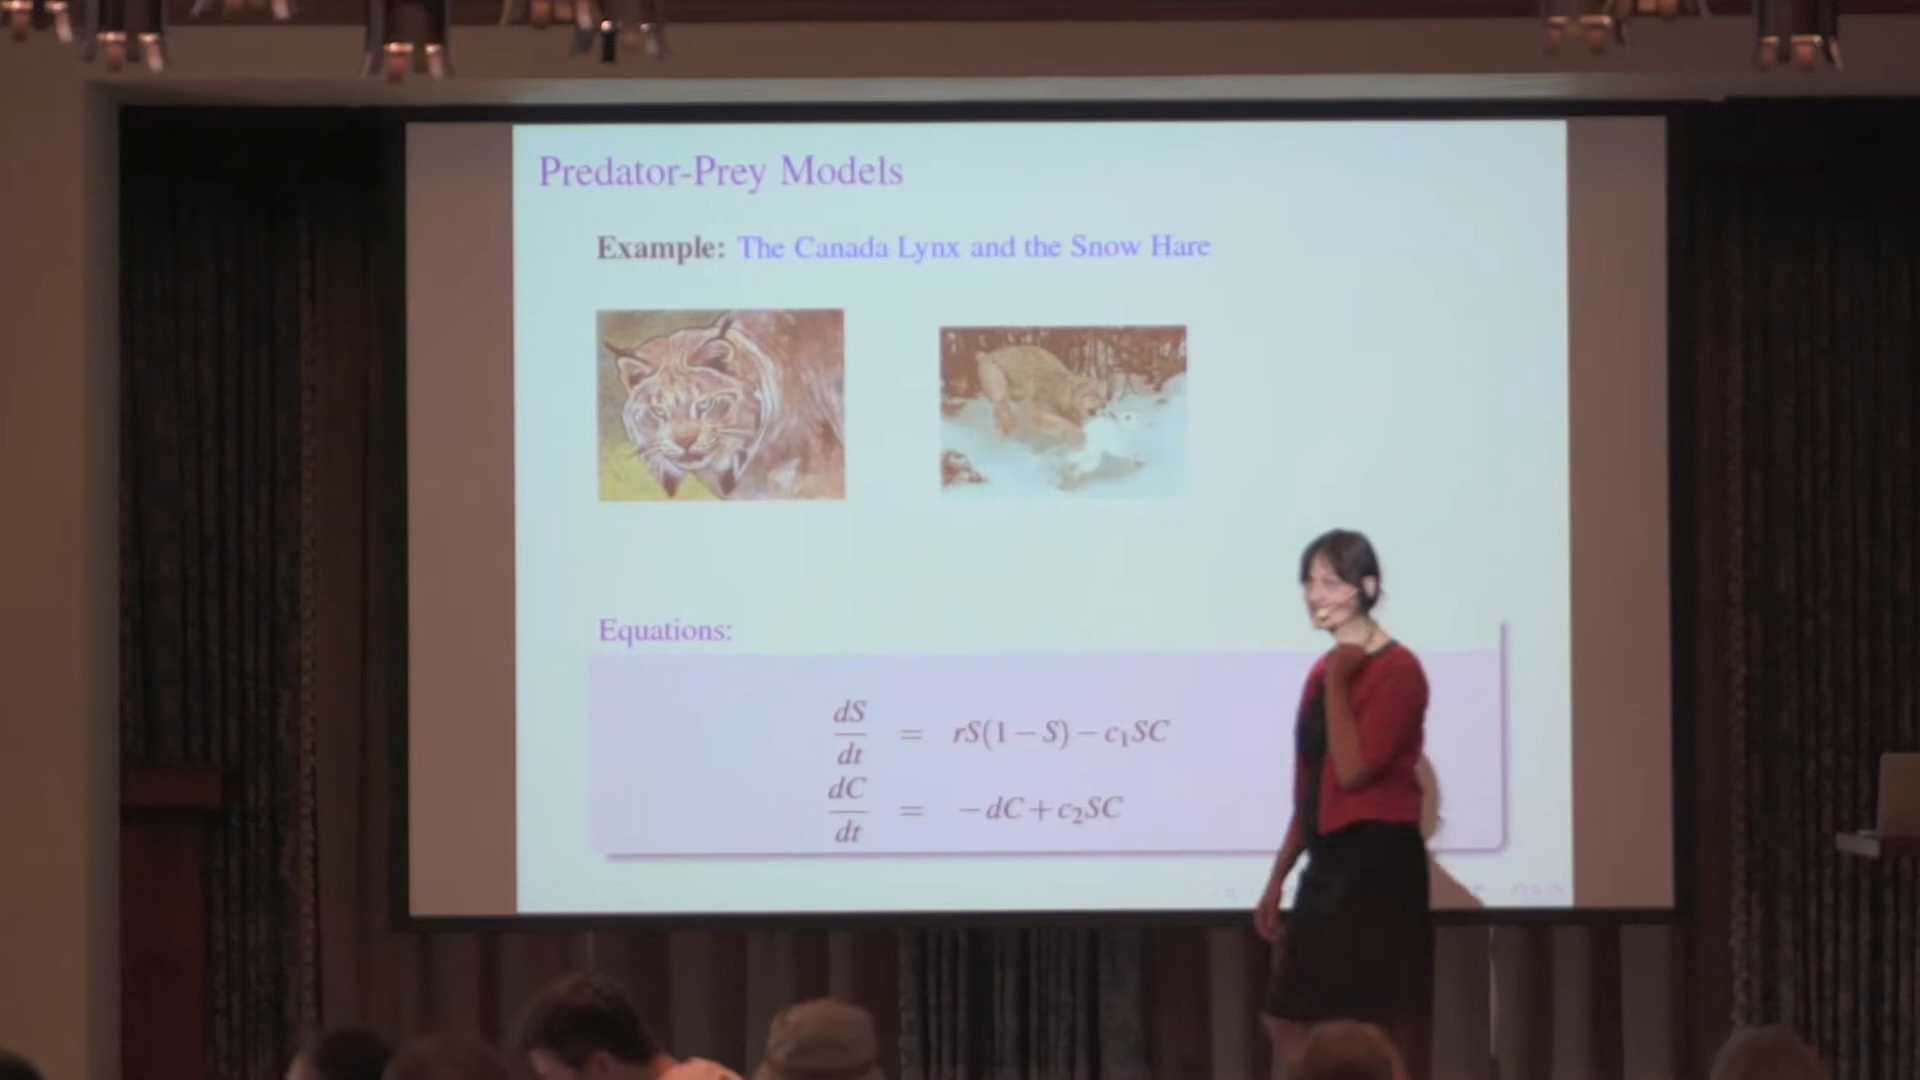 Predator-Prey Models
Example: The Canada Lynx and the Snow Hare
Equations:
dS/dt = rS(1 − S) − c₁SC
dC/dt = −dC + c₂SC